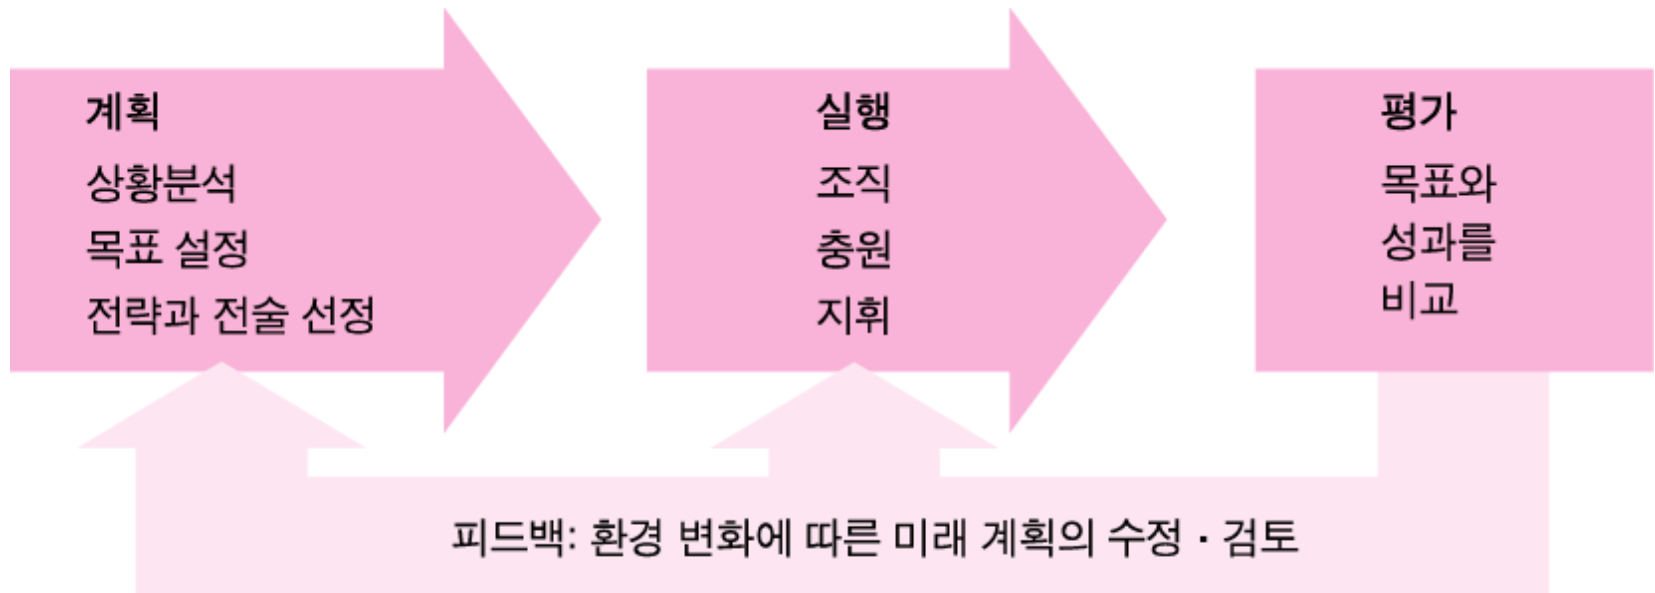 계획
상황분석
목표 설정
전략과 전술 선정
실행
조직
충원
지휘
평가
목표와
성과를
비교
피드백: 환경 변화에 따른 미래 계획의 수정 · 검토